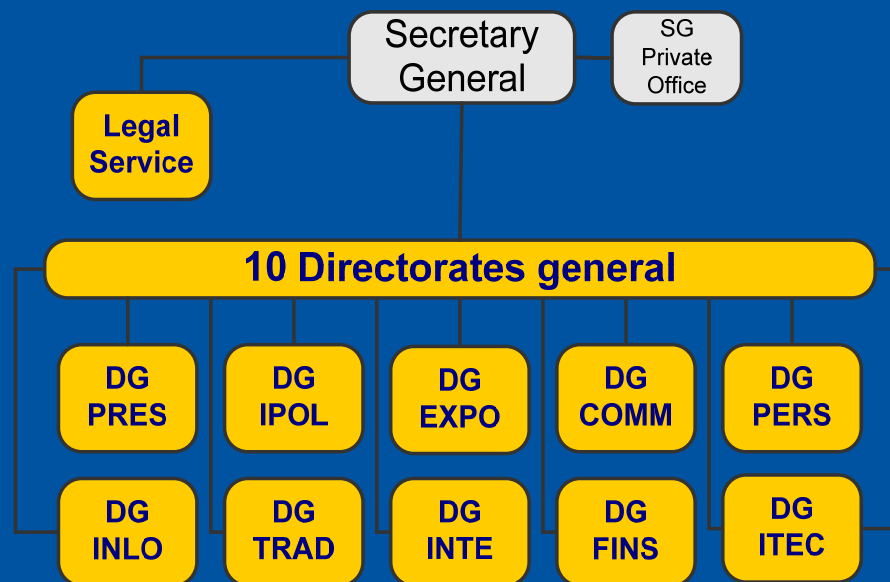 Secretary
General
SG
Private
Office
Legal
Service
10 Directorates general
DG
PRES
DG
IPOL
DG
EXPO
DG
COMM
DG
PERS
DG
INLO
DG
TRAD
DG
INTE
DG
FINS
DG
ITEC